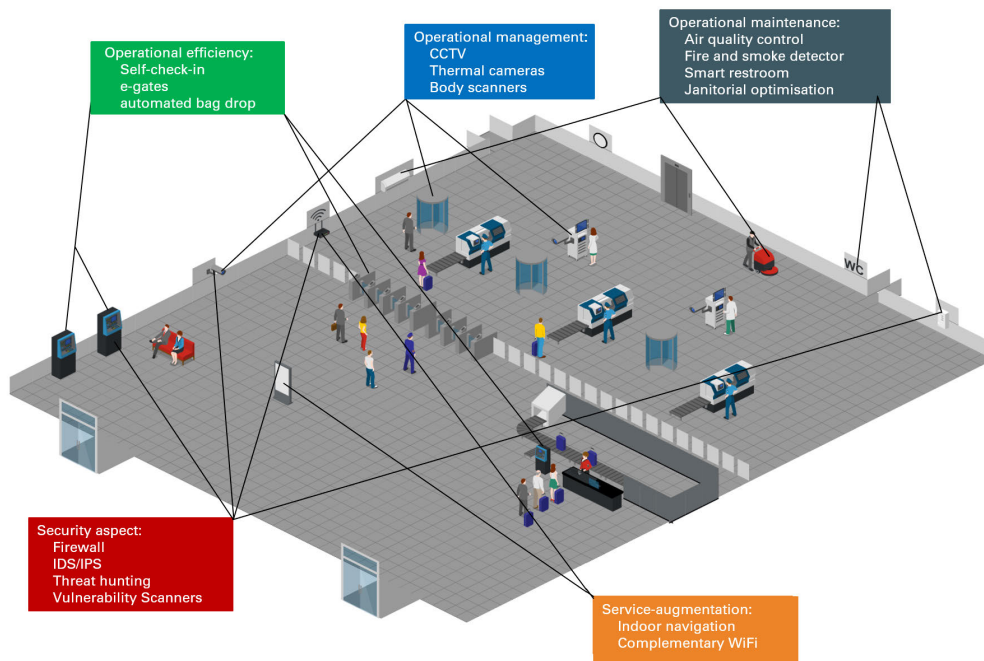 Operational efficiency:
Self-check-in
e-gates
automated bag drop
Operational management:
CCTV
Thermal cameras
Body scanners
Operational maintenance:
Air quality control
Fire and smoke detector
Smart restroom
Janitorial optimisation
WC
Security aspect:
Firewall
IDS/IPS
Threat hunting
Vulnerability Scanners
Service-augmentation:
Indoor navigation
Complementary WiFi